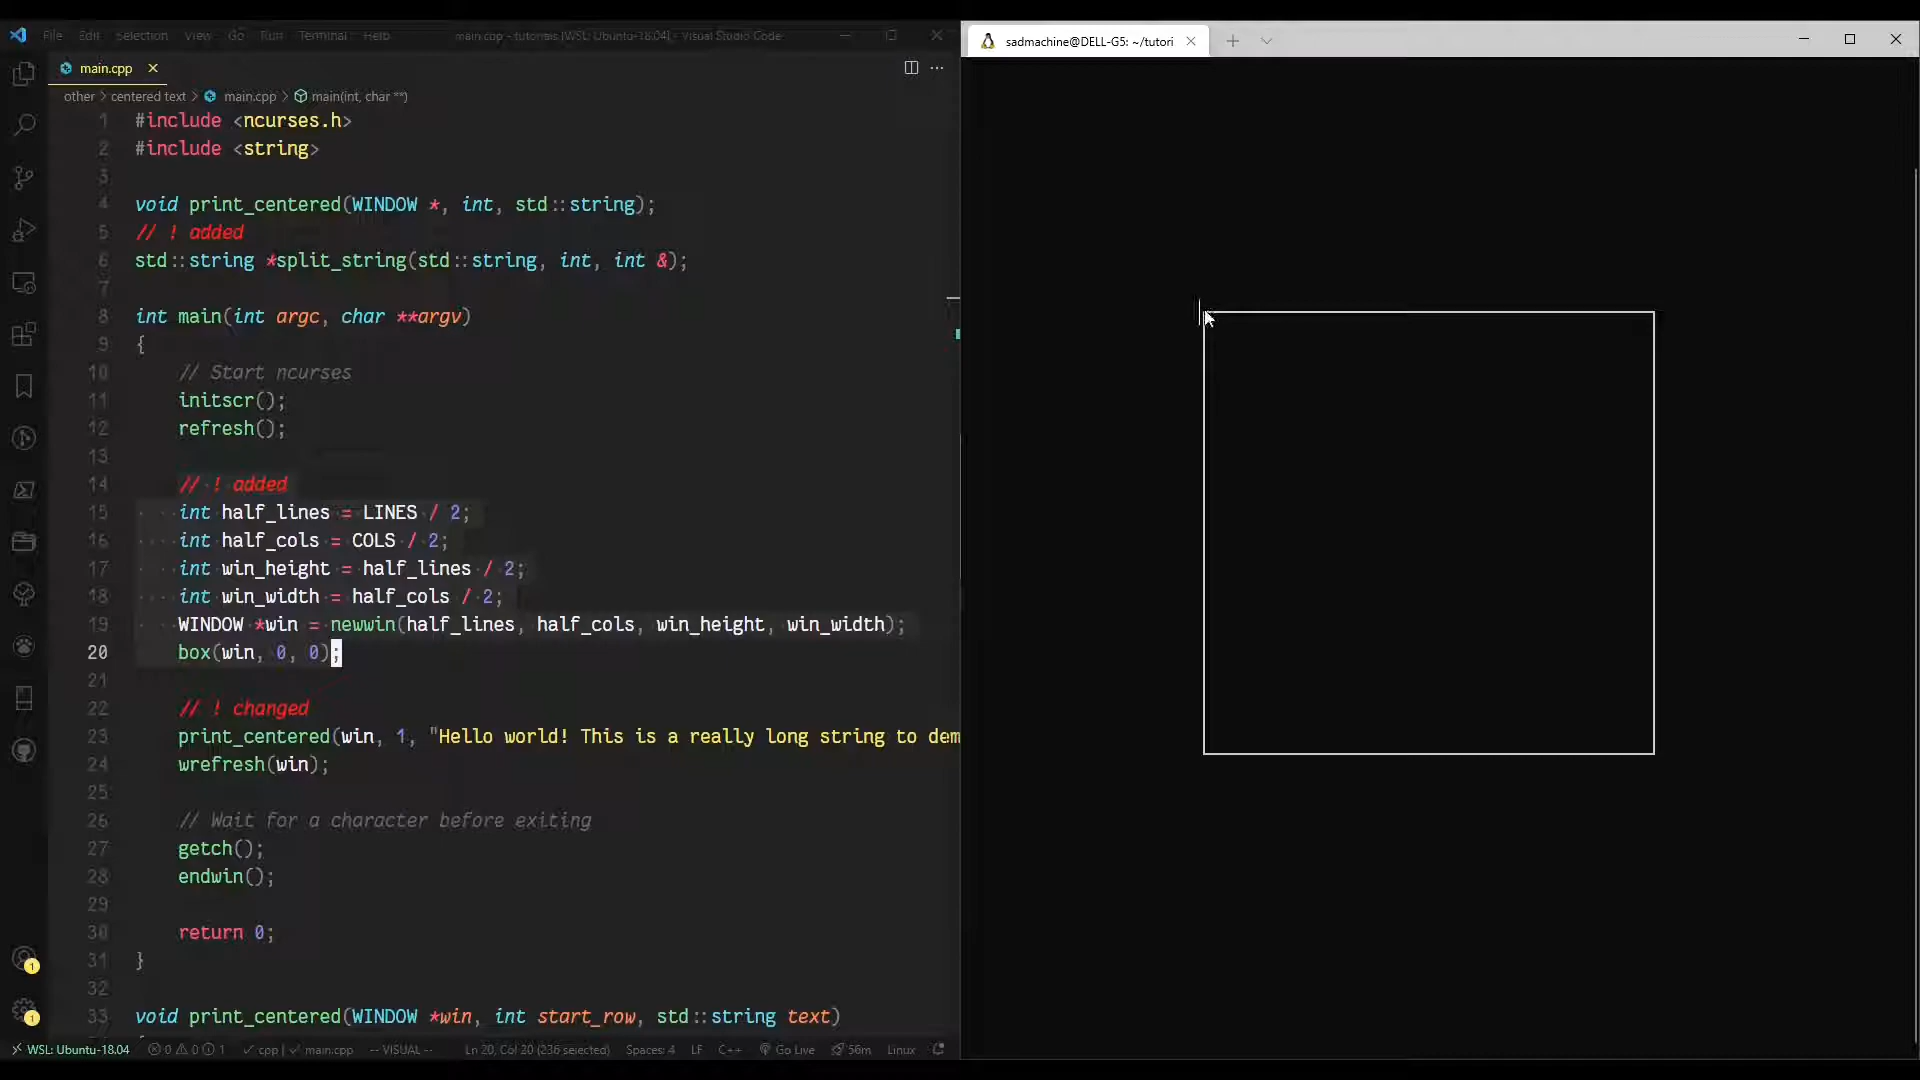 File Edit Selection View Go Run Terminal Help main.cpp - tutorials [WSL: Ubuntu-18.04] - Visual Studio Code
main.cpp
other > centered text > main.cpp > main(int, char **)
1 #include <ncurses.h>
2 #include <string>
3
4 void print_centered(WINDOW *, int, std::string);
5 // ! added
6 std::string *split_string(std::string, int, int &);
7
8 int main(int argc, char **argv)
9 {
10 // Start ncurses
11 initscr();
12 refresh();
13
14 // ! added
15 int half_lines = LINES / 2;
16 int half_cols = COLS / 2;
17 int win_height = half_lines / 2;
18 int win_width = half_cols / 2;
19 WINDOW *win = newwin(half_lines, half_cols, win_height, win_width);
20 box(win, 0, 0);
21
22 // ! changed
23 print_centered(win, 1, "Hello world! This is a really long string to dem
24 wrefresh(win);
25
26 // Wait for a character before exiting
27 getch();
28 endwin();
29
30 return 0;
31 }
32
33 void print_centered(WINDOW *win, int start_row, std::string text)
1
1
WSL: Ubuntu-18.04 0 0 1 cpp | main.cpp -- VISUAL -- Ln 20, Col 20 (236 selected) Spaces: 4 LF C++ Go Live 56m Linux
sadmachine@DELL-G5: ~/tutori